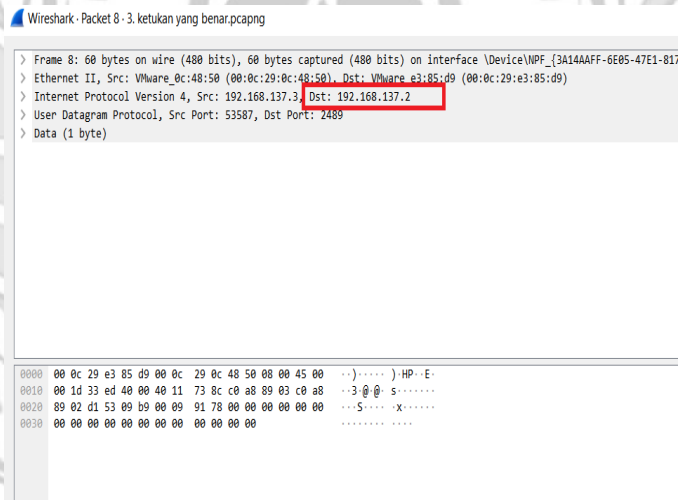 Wireshark · Packet 8 · 3. ketukan yang benar.pcapng
> Frame 8: 60 bytes on wire (480 bits), 60 bytes captured (480 bits) on interface \Device\NPF_{3A14AAFF-6E05-47E1-817
> Ethernet II, Src: VMware_0c:48:50 (00:0c:29:0c:48:50), Dst: VMware_e3:85:d9 (00:0c:29:e3:85:d9)
> Internet Protocol Version 4, Src: 192.168.137.3, Dst: 192.168.137.2
> User Datagram Protocol, Src Port: 53587, Dst Port: 2489
> Data (1 byte)
0000 00 0c 29 e3 85 d9 00 0c 29 0c 48 50 08 00 45 00 ··)····· )·HP··E·
0010 00 1d 33 ed 40 00 40 11 73 8c c0 a8 89 03 c0 a8 ··3·@·@· s·······
0020 89 02 d1 53 09 b9 00 09 91 78 00 00 00 00 00 00 ···S···· ·x······
0030 00 00 00 00 00 00 00 00 00 00 00 00 ········ ····